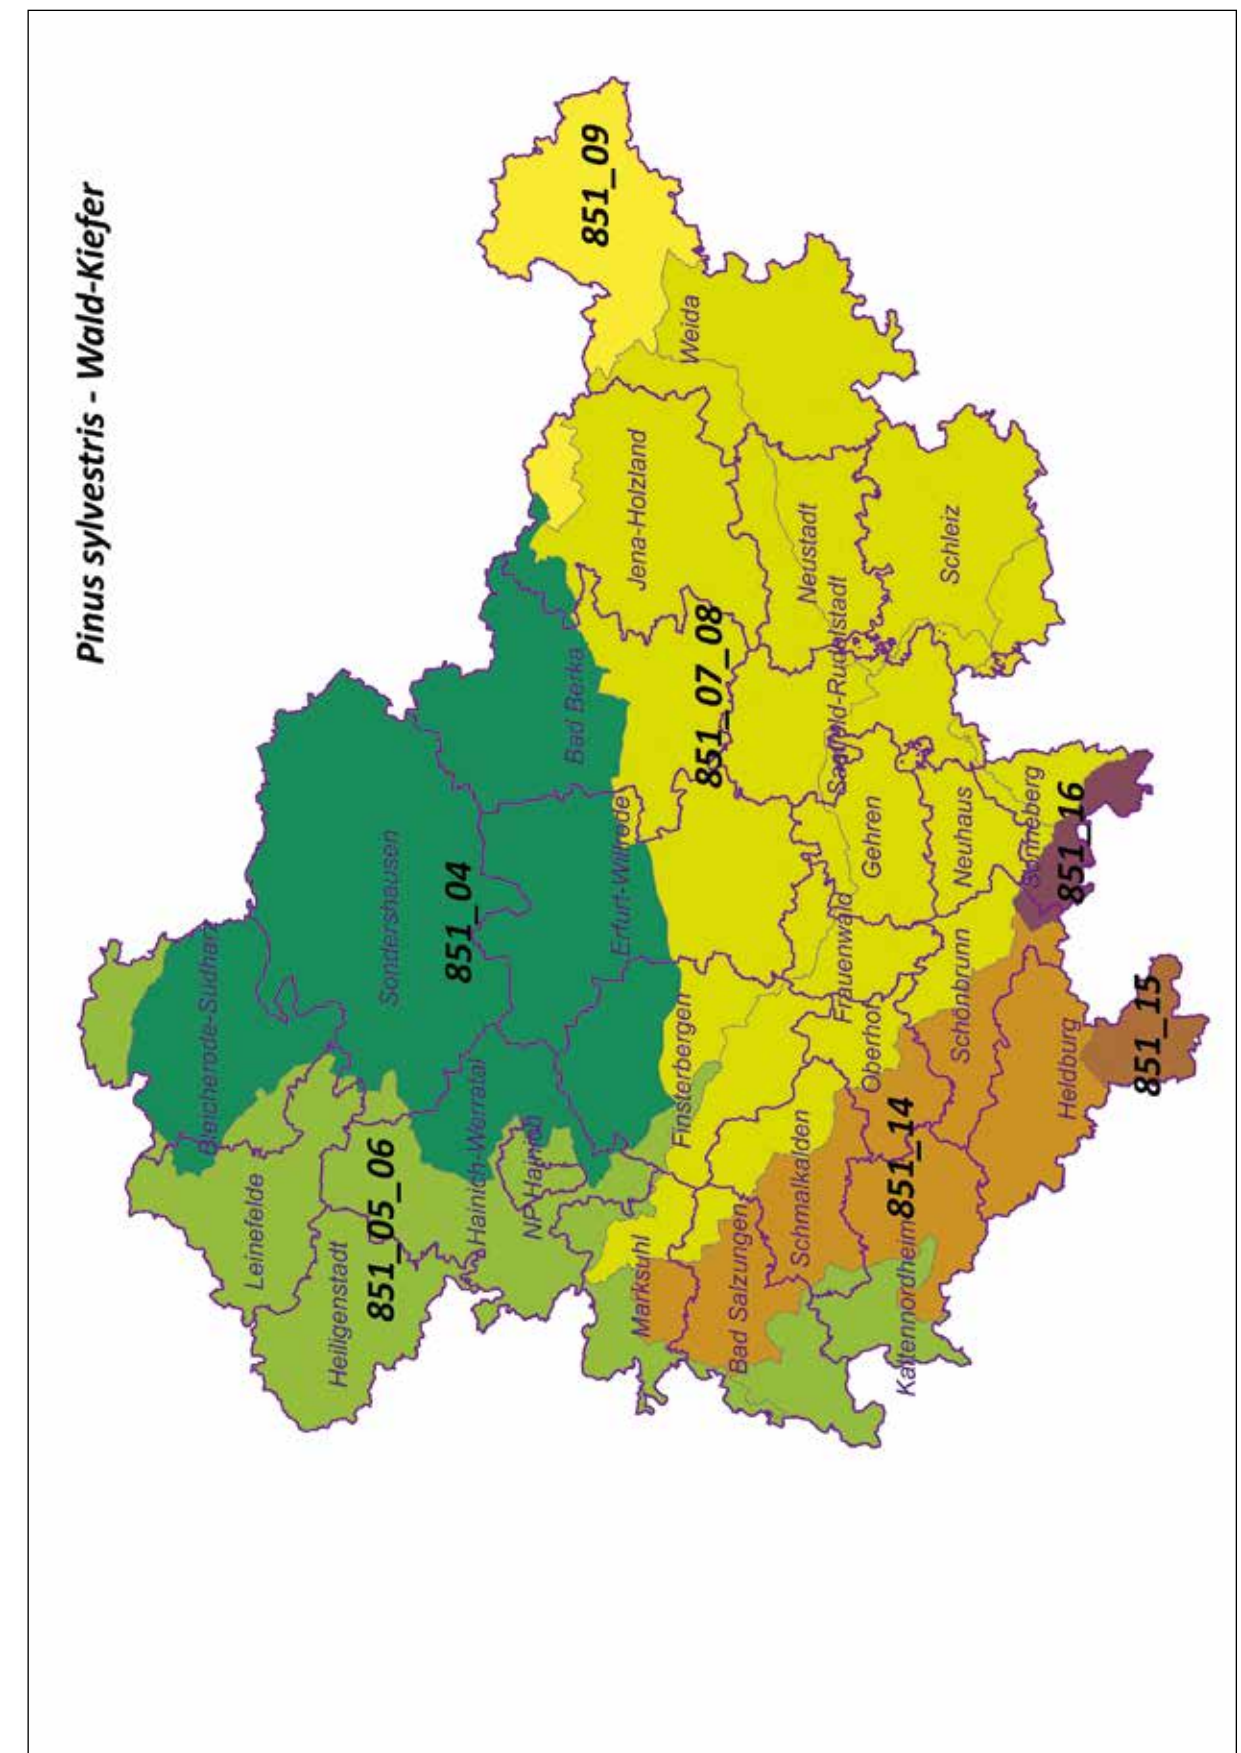 Pinus sylvestris - Wald-Kiefer
Bleicherode-Südharz
Leinefelde
Heiligenstadt
851_05_06
Sondershausen
851_04
Hainich-Werratal
NP Hainich
Bad Berka
Erfurt-Willrode
851_09
Weida
Jena-Holzland
851_07_08
Finsterbergen
Marksuhl
Bad Salzungen
Schmalkalden
Neustadt
Saalfeld-Rudolstadt
Gehren
Frauenwald
Oberhof
851_14
Kaltennordheim
Schleiz
Neuhaus
Schönbrunn
Sonneberg
851_16
Heldburg
851_15